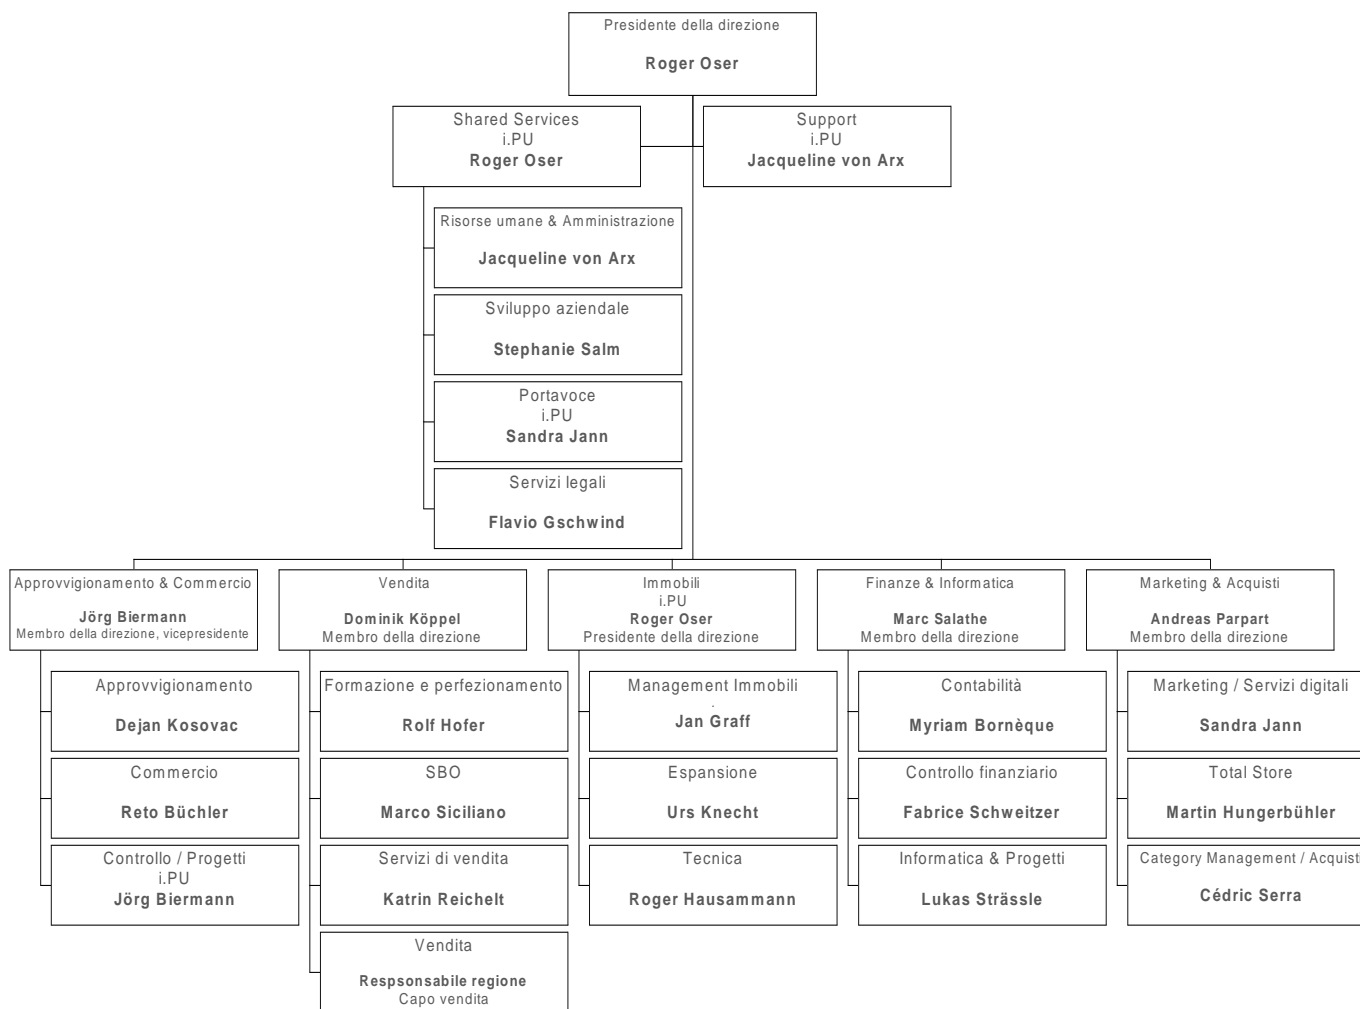 Presidente della direzione
Roger Oser
Shared Services
i.PU
Roger Oser
Support
i.PU
Jacqueline von Arx
Risorse umane & Amministrazione
Jacqueline von Arx
Sviluppo aziendale
Stephanie Salm
Portavoce
i.PU
Sandra Jann
Servizi legali
Flavio Gschwind
Approvvigionamento & Commercio
Jörg Biermann
Membro della direzione, vicepresidente
Vendita
Dominik Köppel
Membro della direzione
Immobili
i.PU
Roger Oser
Presidente della direzione
Finanze & Informatica
Marc Salathe
Membro della direzione
Marketing & Acquisti
Andreas Parpart
Membro della direzione
Approvvigionamento
Dejan Kosovac
Commercio
Reto Büchler
Controllo / Progetti
i.PU
Jörg Biermann
Formazione e perfezionamento
Rolf Hofer
SBO
Marco Siciliano
Servizi di vendita
Katrin Reichelt
Vendita
Respsonsabile regione
Capo vendita
Management Immobili
.
Jan Graff
Espansione
Urs Knecht
Tecnica
Roger Hausammann
Contabilità
Myriam Bornèque
Controllo finanziario
Fabrice Schweitzer
Informatica & Progetti
Lukas Strässle
Marketing / Servizi digitali
Sandra Jann
Total Store
Martin Hungerbühler
Category Management / Acquisti
Cédric Serra